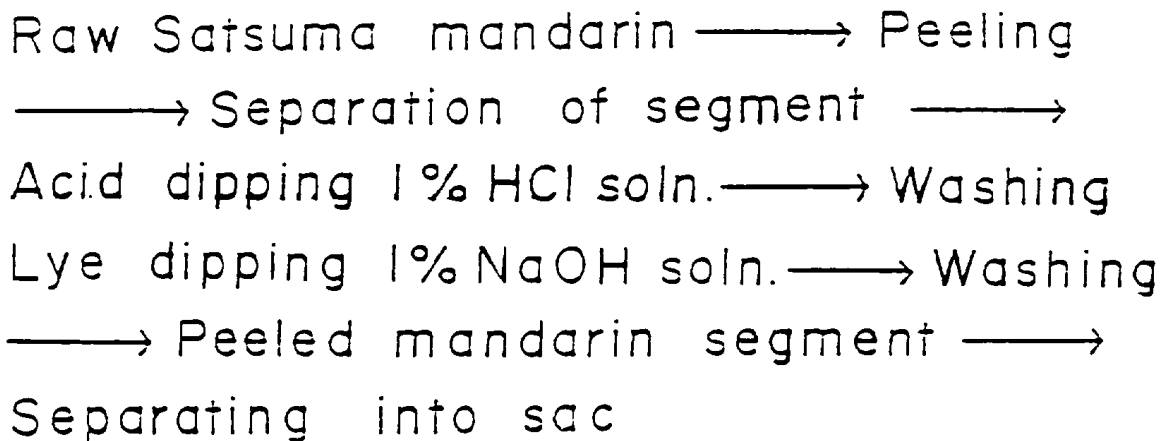 Raw Satsuma mandarin ⟶ Peeling
⟶ Separation of segment ⟶
Acid dipping 1% HCl soln. ⟶ Washing
Lye dipping 1% NaOH soln. ⟶ Washing
⟶ Peeled mandarin segment ⟶
Separating into sac